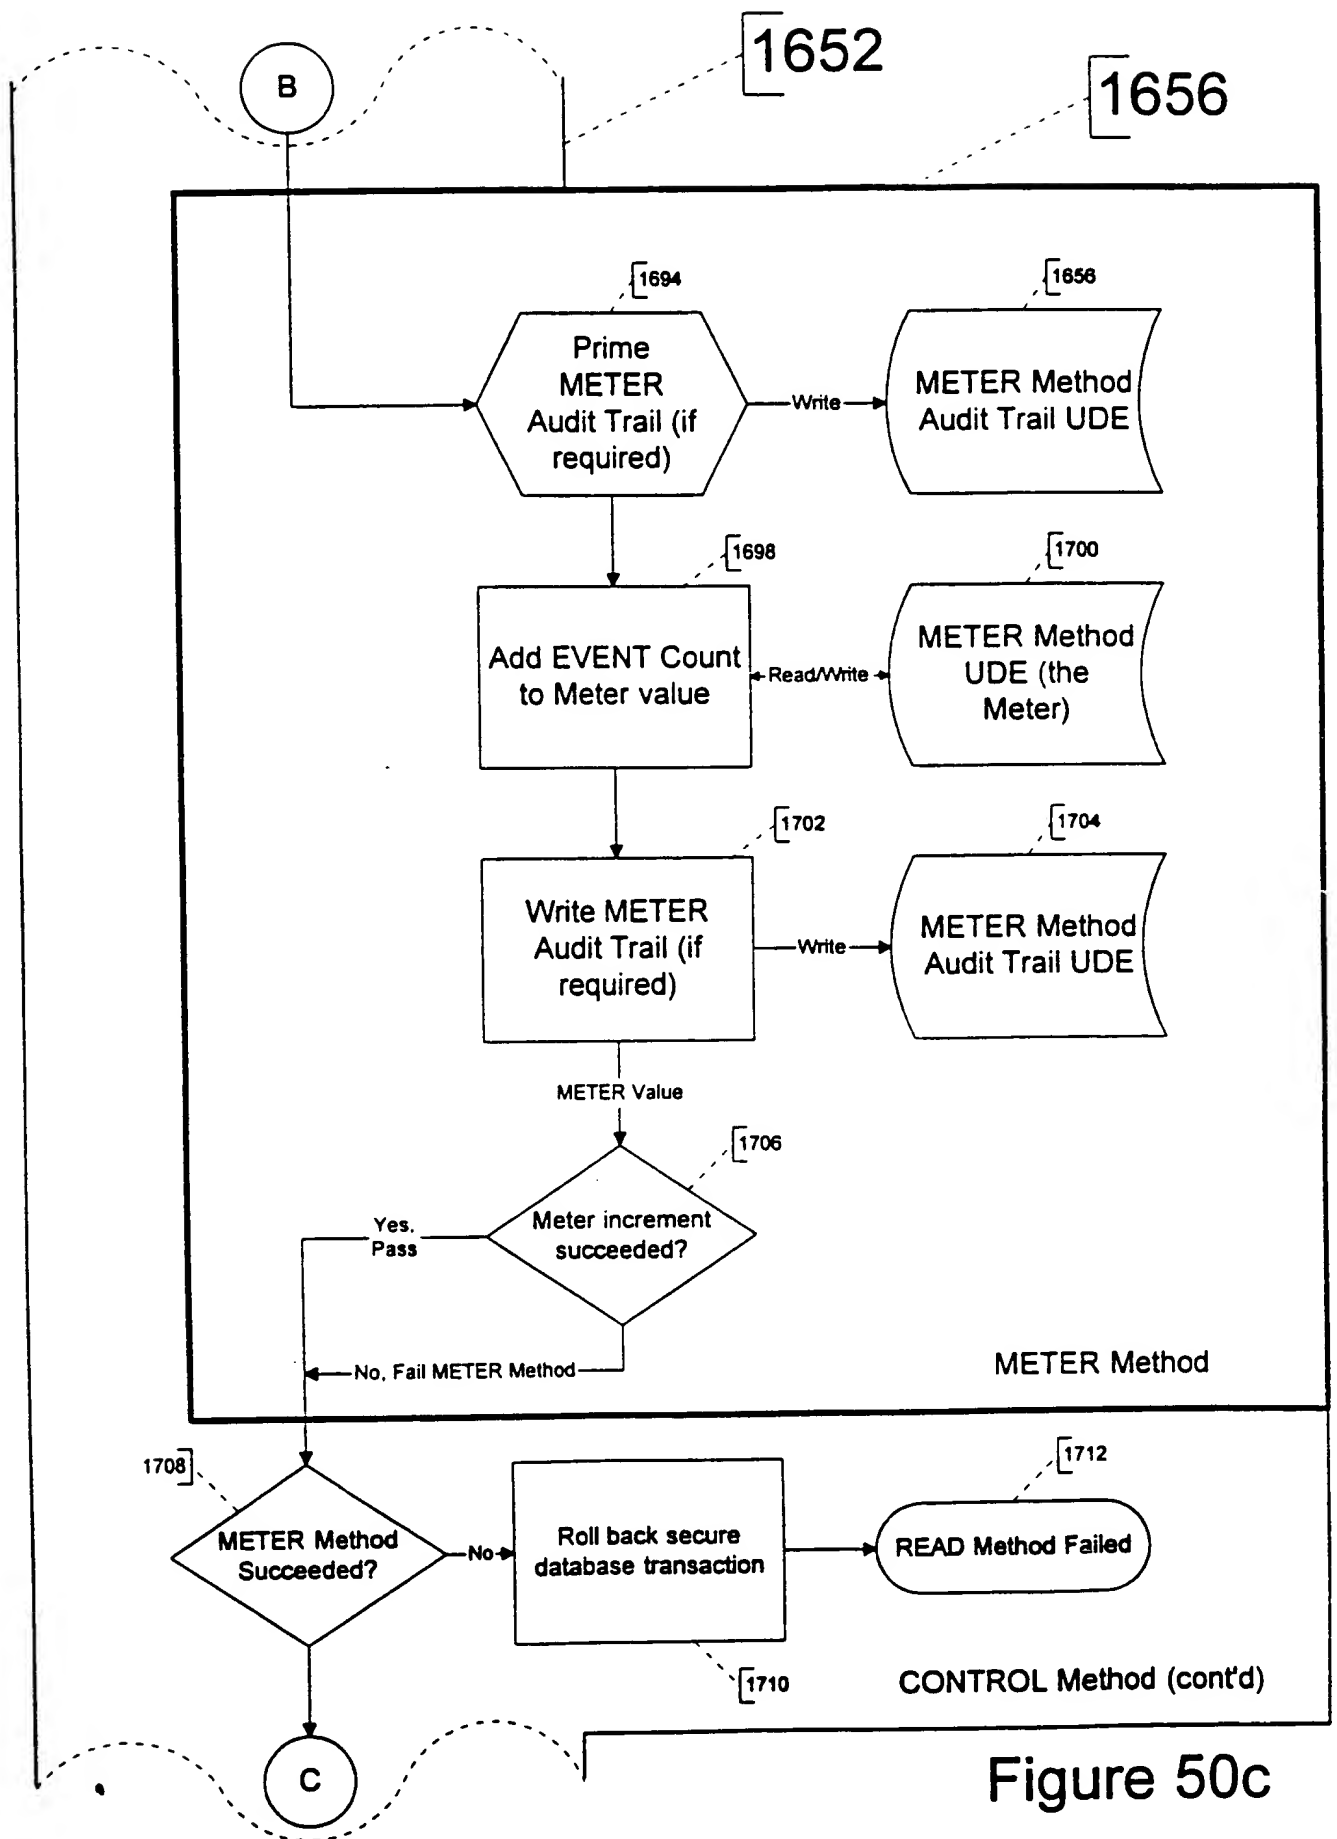 B
1652
1656
1694
1656
Prime
METER
Audit Trail (if
required)
Write
METER Method
Audit Trail UDE
1698
1700
Add EVENT Count
to Meter value
Read/Write
METER Method
UDE (the
Meter)
1702
1704
Write METER
Audit Trail (if
required)
Write
METER Method
Audit Trail UDE
METER Value
1706
Meter increment
succeeded?
Yes,
Pass
No, Fail METER Method
METER Method
1708
METER Method
Succeeded?
No
Roll back secure
database transaction
1712
READ Method Failed
1710
CONTROL Method (cont'd)
C
Figure 50c